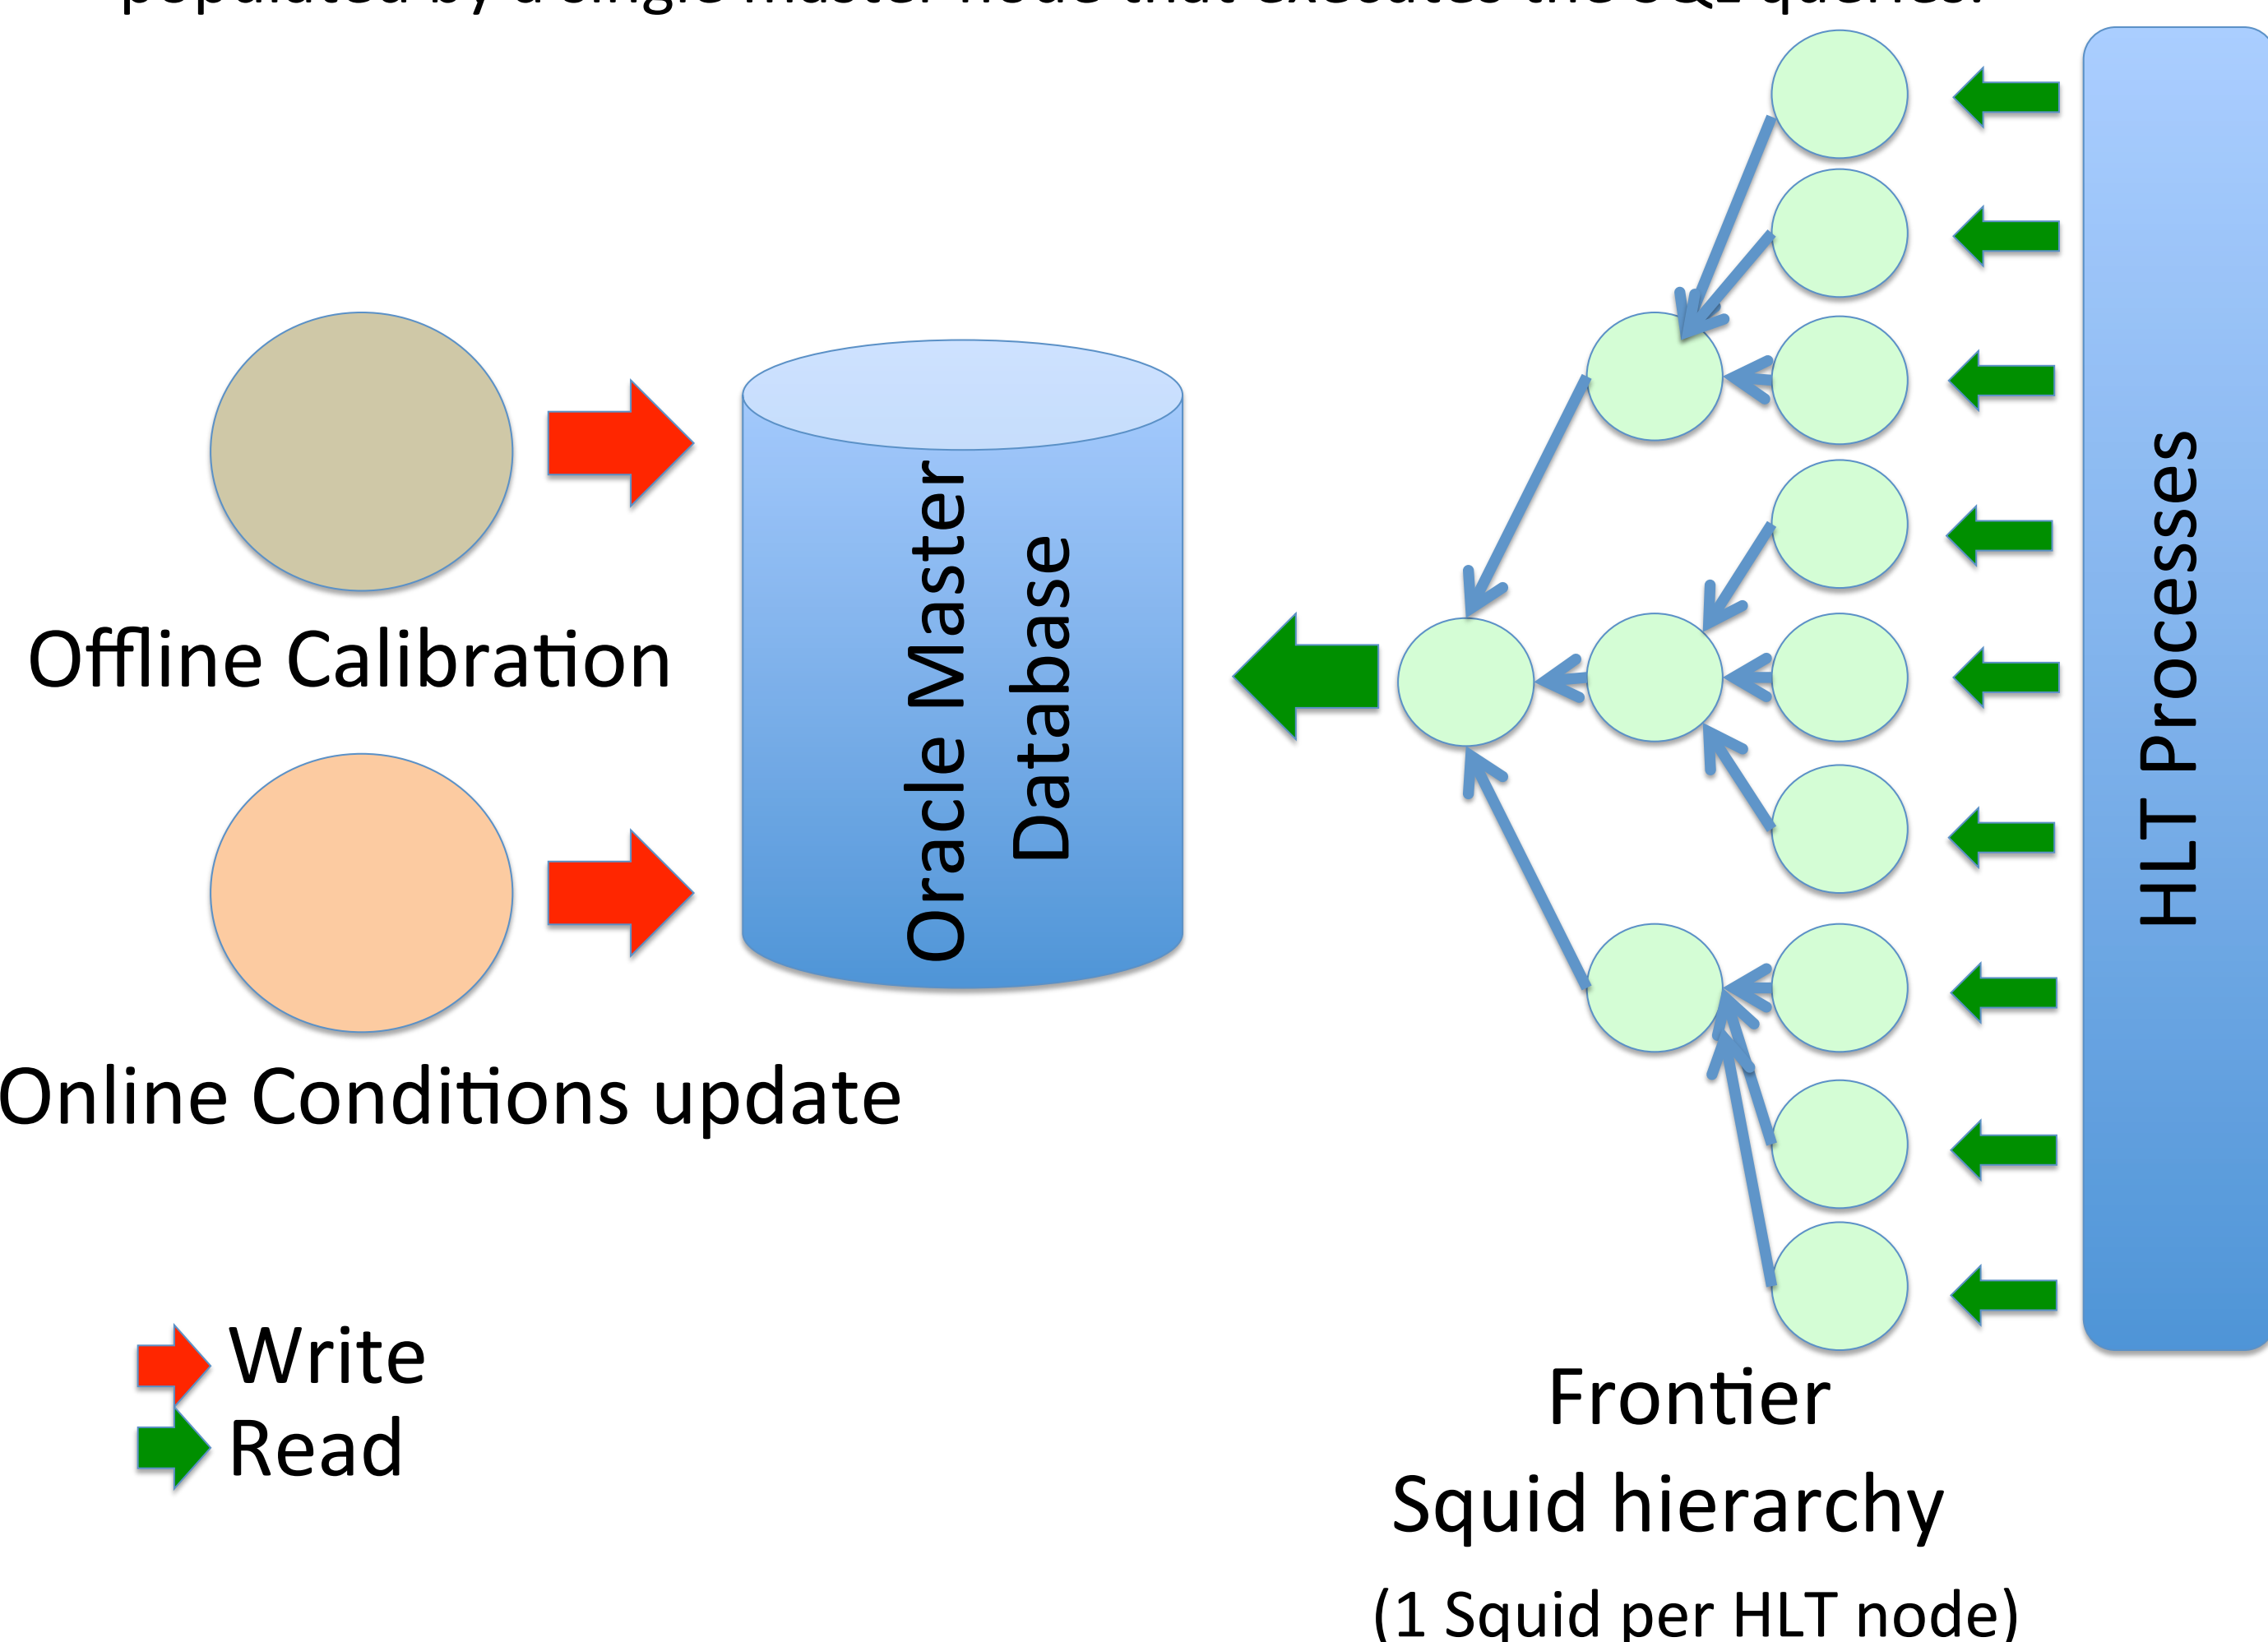 Offline Calibration
Online Conditions update
Oracle Master
Database
HLT Processes
Write
Read
Frontier
Squid hierarchy
(1 Squid per HLT node)